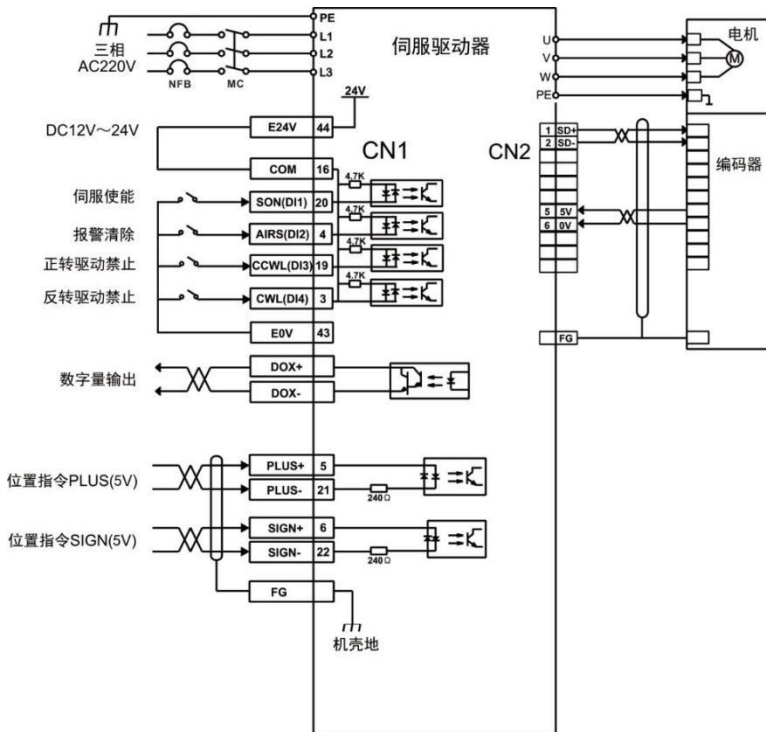 PE
L1
L2
L3
三相
AC220V
NFB
MC
伺服驱动器
U
V
W
PE
电机
M
24V
DC12V～24V
E24V 44
CN1
CN2
COM 16
4.7K
伺服使能
SON(DI1) 20
4.7K
报警清除
AIRS(DI2) 4
4.7K
正转驱动禁止
CCWL(DI3) 19
4.7K
反转驱动禁止
CWL(DI4) 3
E0V 43
1 SD+
2 SD-
编码器
5 5V
6 0V
FG
数字量输出
DOX+
DOX-
位置指令PLUS(5V)
PLUS+ 5
PLUS- 21
240Ω
位置指令SIGN(5V)
SIGN+ 6
SIGN- 22
240Ω
FG
机壳地